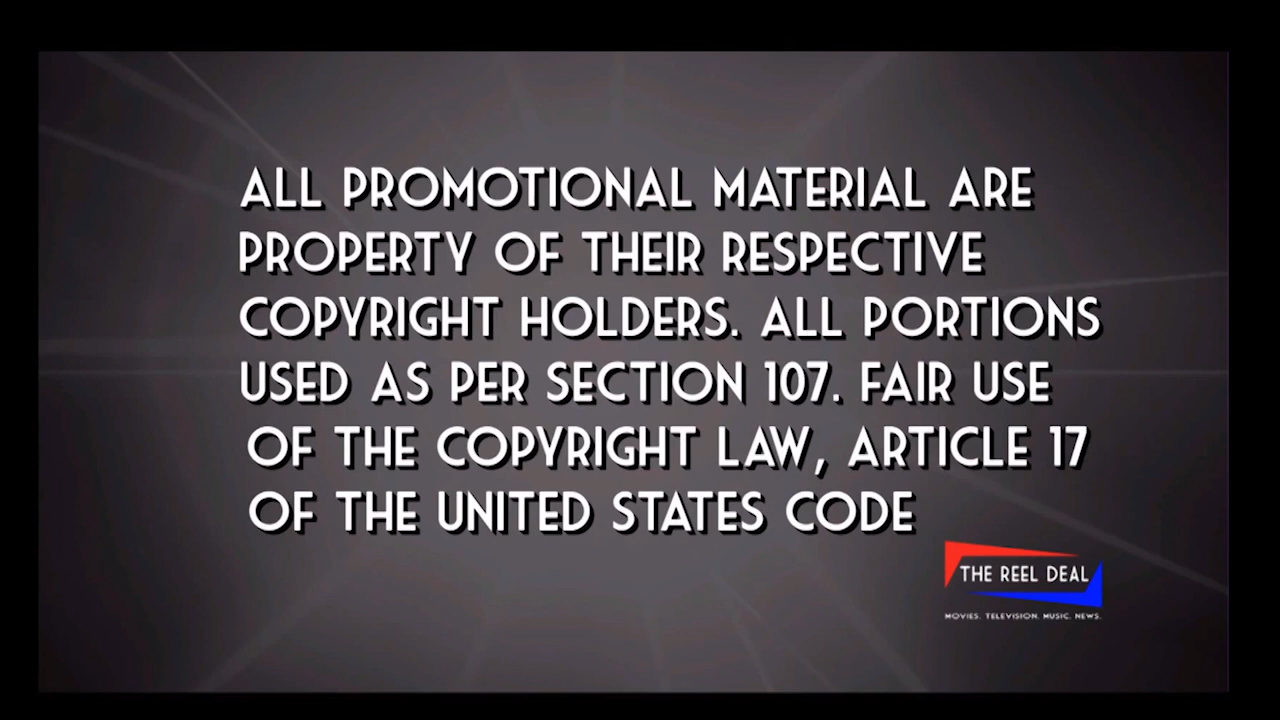 ALL PROMOTIONAL MATERIAL ARE
PROPERTY OF THEIR RESPECTIVE
COPYRIGHT HOLDERS. ALL PORTIONS
USED AS PER SECTION 107. FAIR USE
OF THE COPYRIGHT LAW, ARTICLE 17
OF THE UNITED STATES CODE
THE REEL DEAL
MOVIES. TELEVISION. MUSIC. NEWS.